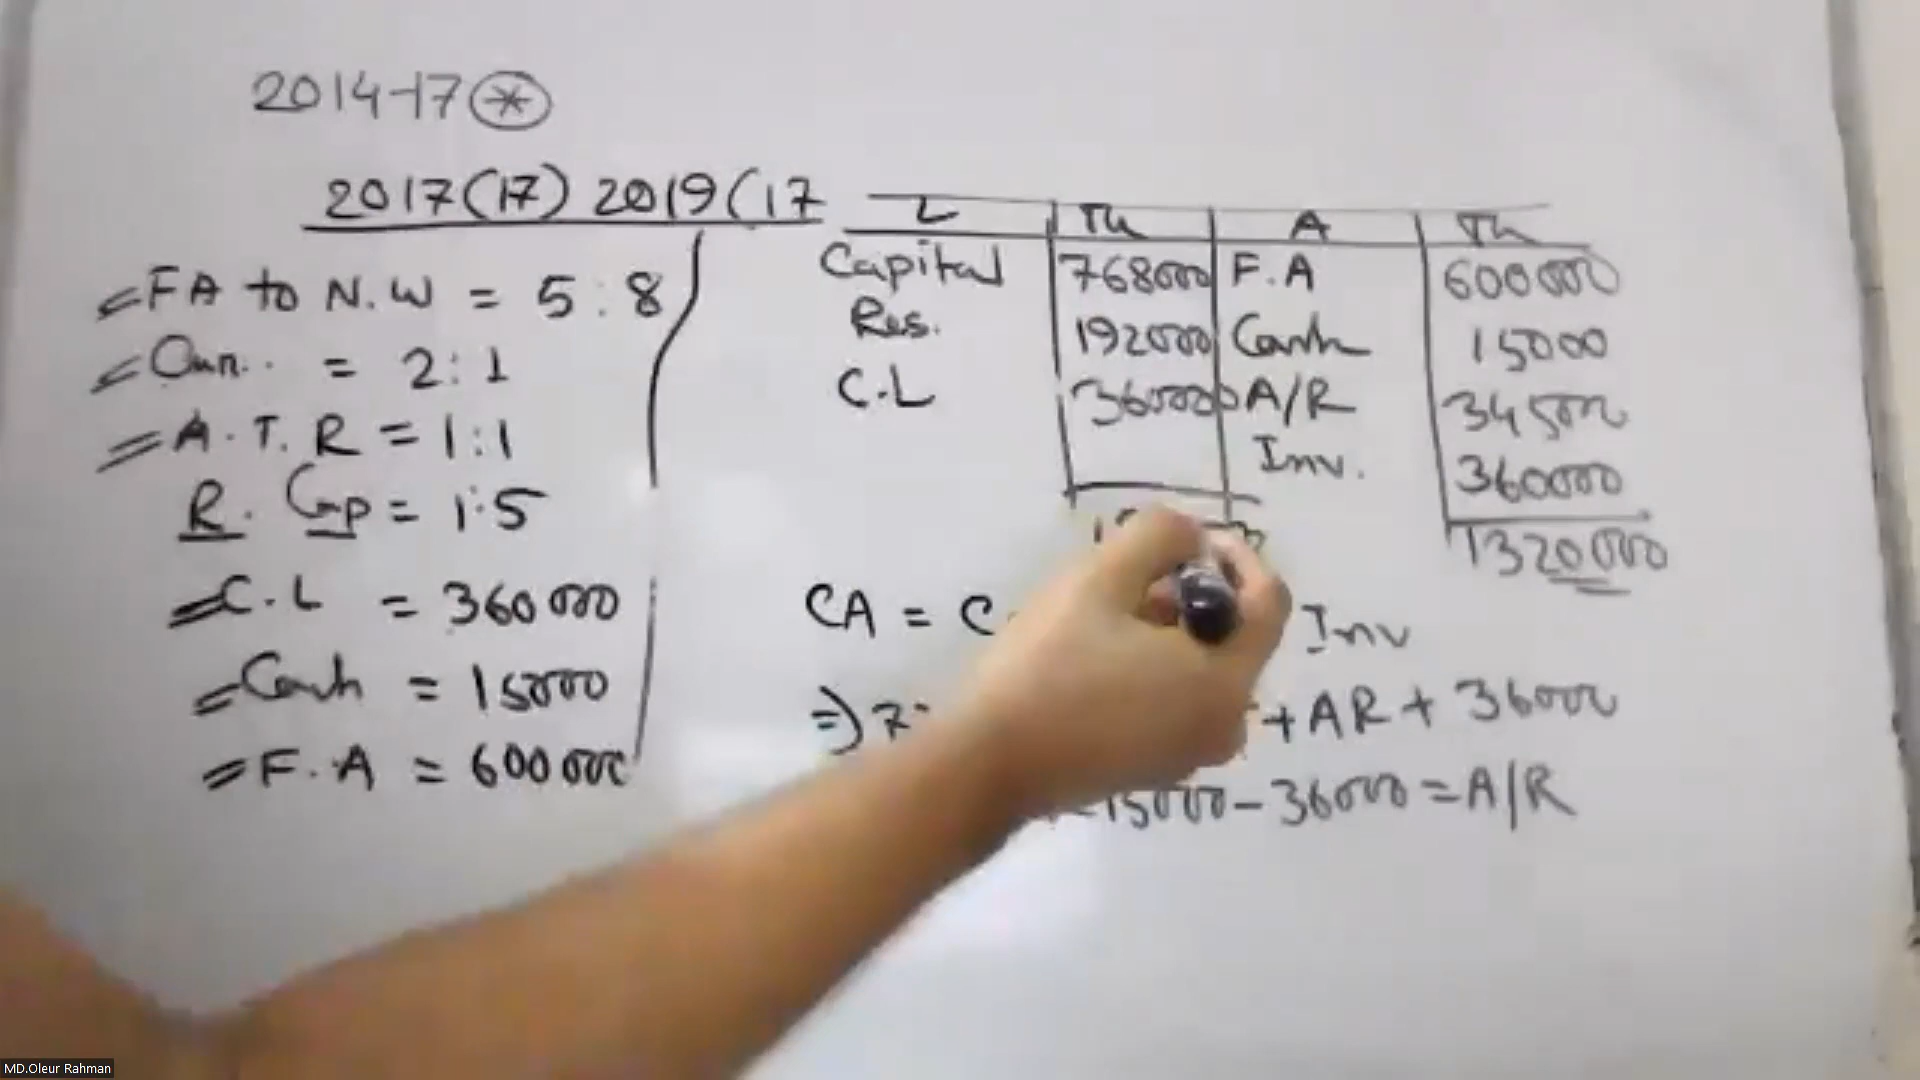 2014-17 *
2017(17) 2019(17
FA to N.W = 5:8
Curr.. = 2:1
A.T.R = 1:1
R. Cap = 1:5
C.L = 360000
Cash = 15000
F.A = 600000
L Tk A Tk
Capital 768000 F.A 600000
Res. 192000 Cash 15000
C.L 360000 A/R 345000
Inv. 360000
1320000
CA = C Inv
=) 7 + AR + 36000
-15000-36000=A/R
MD.Oleur Rahman